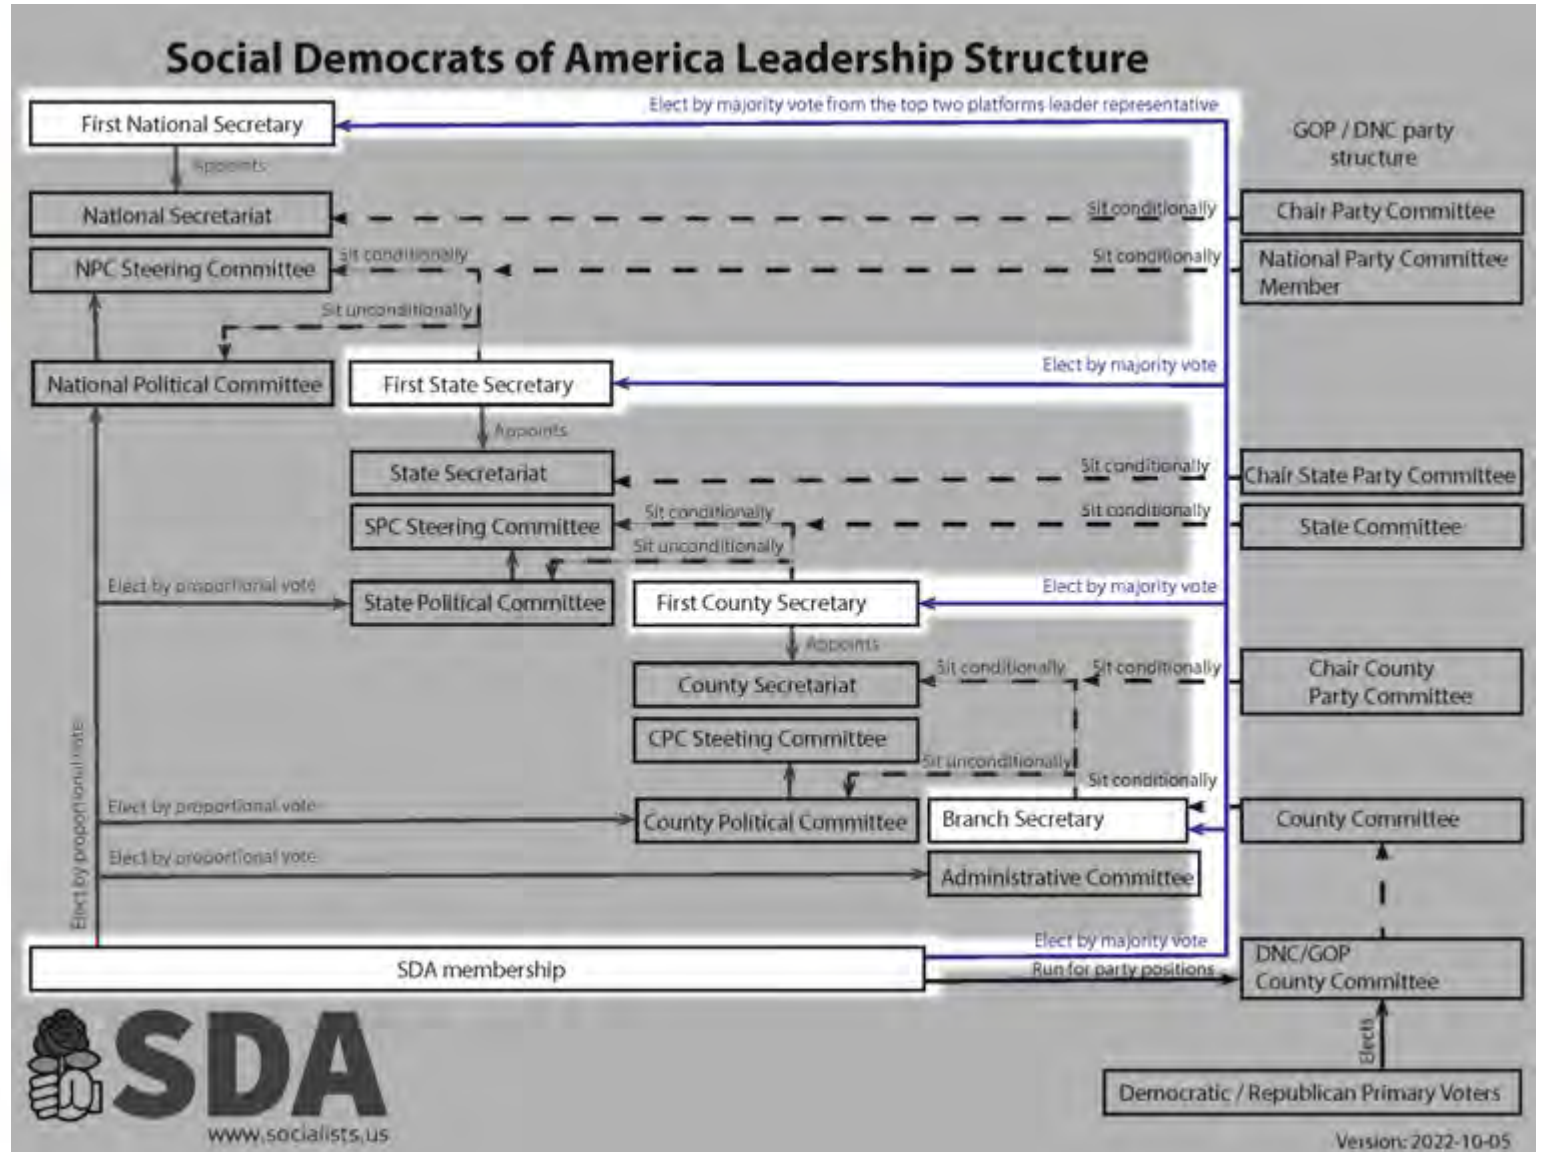 Social Democrats of America Leadership Structure
Elect by majority vote from the top two platforms leader representative
First National Secretary
GOP / DNC party
structure
Appoints
National Secretariat
Sit conditionally
Chair Party Committee
NPC Steering Committee
Sit conditionally
Sit conditionally
National Party Committee
Member
Sit unconditionally
National Political Committee
First State Secretary
Elect by majority vote
Appoints
State Secretariat
Sit conditionally
Chair State Party Committee
SPC Steering Committee
Sit conditionally
Sit conditionally
State Committee
Sit unconditionally
Elect by proportional vote
State Political Committee
First County Secretary
Elect by majority vote
Appoints
County Secretariat
Sit conditionally
Sit conditionally
Chair County
Party Committee
CPC Steeting Committee
Sit unconditionally
Sit conditionally
Elect by proportional vote
Elect by proportional vote
County Political Committee
Branch Secretary
County Committee
Elect by proportional vote
Administrative Committee
Elect by majority vote
SDA membership
Run for party positions
DNC/GOP
County Committee
Elects
SDA
www.socialists.us
Democratic / Republican Primary Voters
Version: 2022-10-05